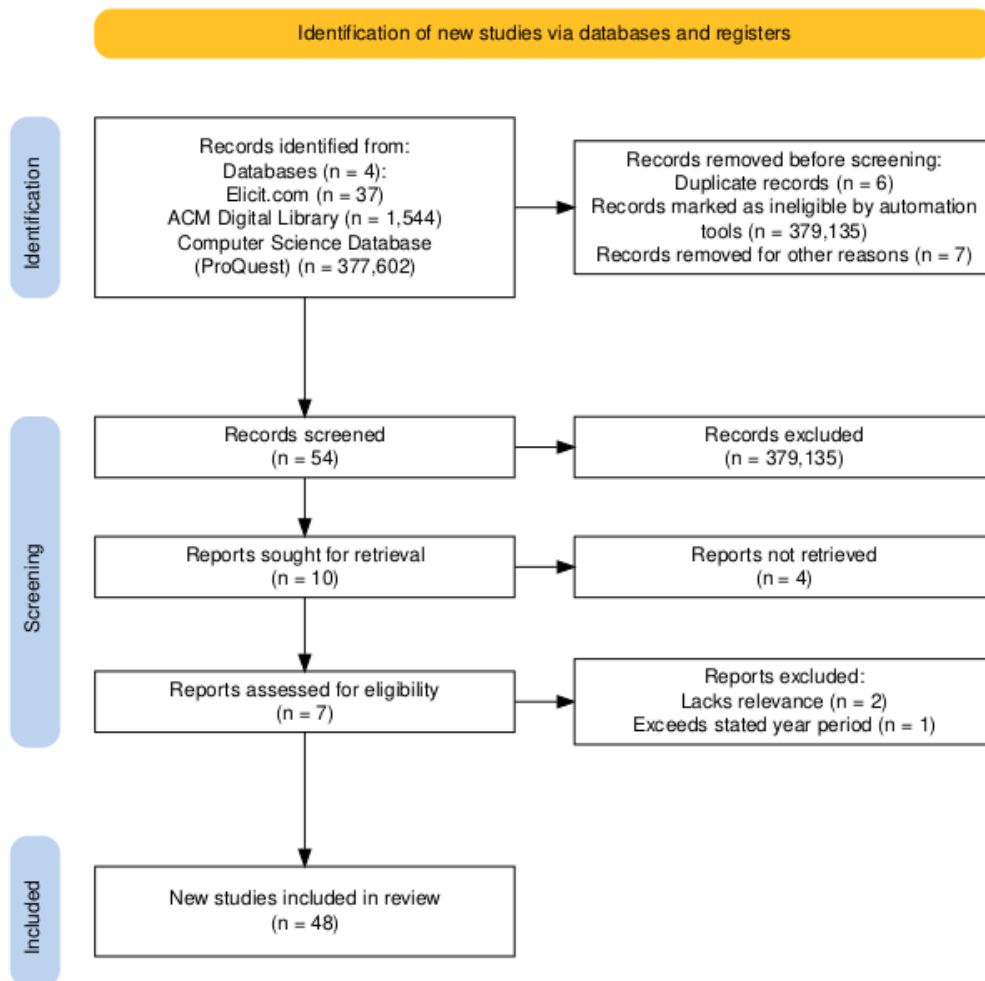 Identification of new studies via databases and registers
Identification
Records identified from:
Databases (n = 4):
Elicit.com (n = 37)
ACM Digital Library (n = 1,544)
Computer Science Database
(ProQuest) (n = 377,602)
Records removed before screening:
Duplicate records (n = 6)
Records marked as ineligible by automation
tools (n = 379,135)
Records removed for other reasons (n = 7)
Screening
Records screened
(n = 54)
Records excluded
(n = 379,135)
Reports sought for retrieval
(n = 10)
Reports not retrieved
(n = 4)
Reports assessed for eligibility
(n = 7)
Reports excluded:
Lacks relevance (n = 2)
Exceeds stated year period (n = 1)
Included
New studies included in review
(n = 48)